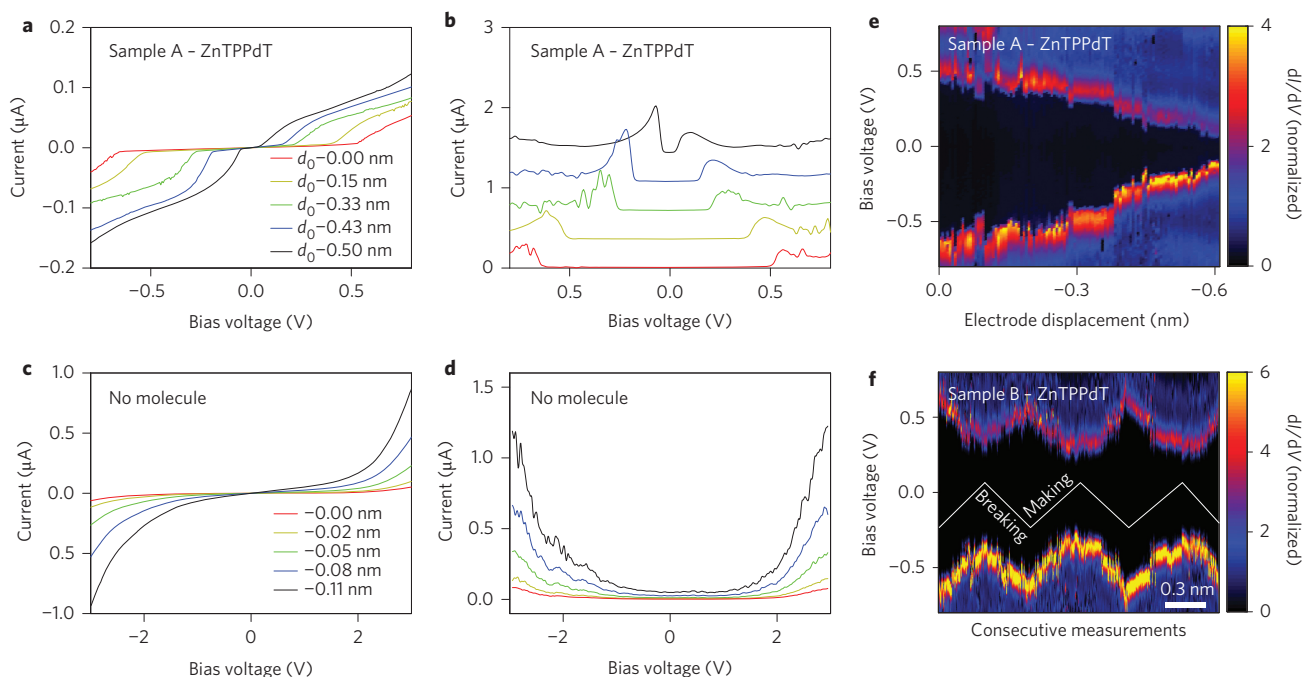 a
Sample A – ZnTPPdT
Current (µA)
0.2
0.1
0.0
−0.1
−0.2
d0−0.00 nm
d0−0.15 nm
d0−0.33 nm
d0−0.43 nm
d0−0.50 nm
−0.5
0.0
0.5
Bias voltage (V)
b
Sample A – ZnTPPdT
Current (µA)
3
2
1
0
0.5
0.0
0.5
Bias voltage (V)
e
Sample A – ZnTPPdT
Bias voltage (V)
0.5
0.0
−0.5
0.0
−0.3
−0.6
Electrode displacement (nm)
4
2
0
dI/dV (normalized)
c
No molecule
Current (µA)
1.0
0.5
0.0
0.5
−1.0
−0.00 nm
−0.02 nm
−0.05 nm
−0.08 nm
−0.11 nm
−2
0
2
Bias voltage (V)
d
No molecule
Current (µA)
1.5
1.0
0.5
0.0
−2
0
2
Bias voltage (V)
f
Sample B – ZnTPPdT
Bias voltage (V)
0.5
0.0
−0.5
Breaking
Making
0.3 nm
Consecutive measurements
6
4
2
0
dI/dV (normalized)